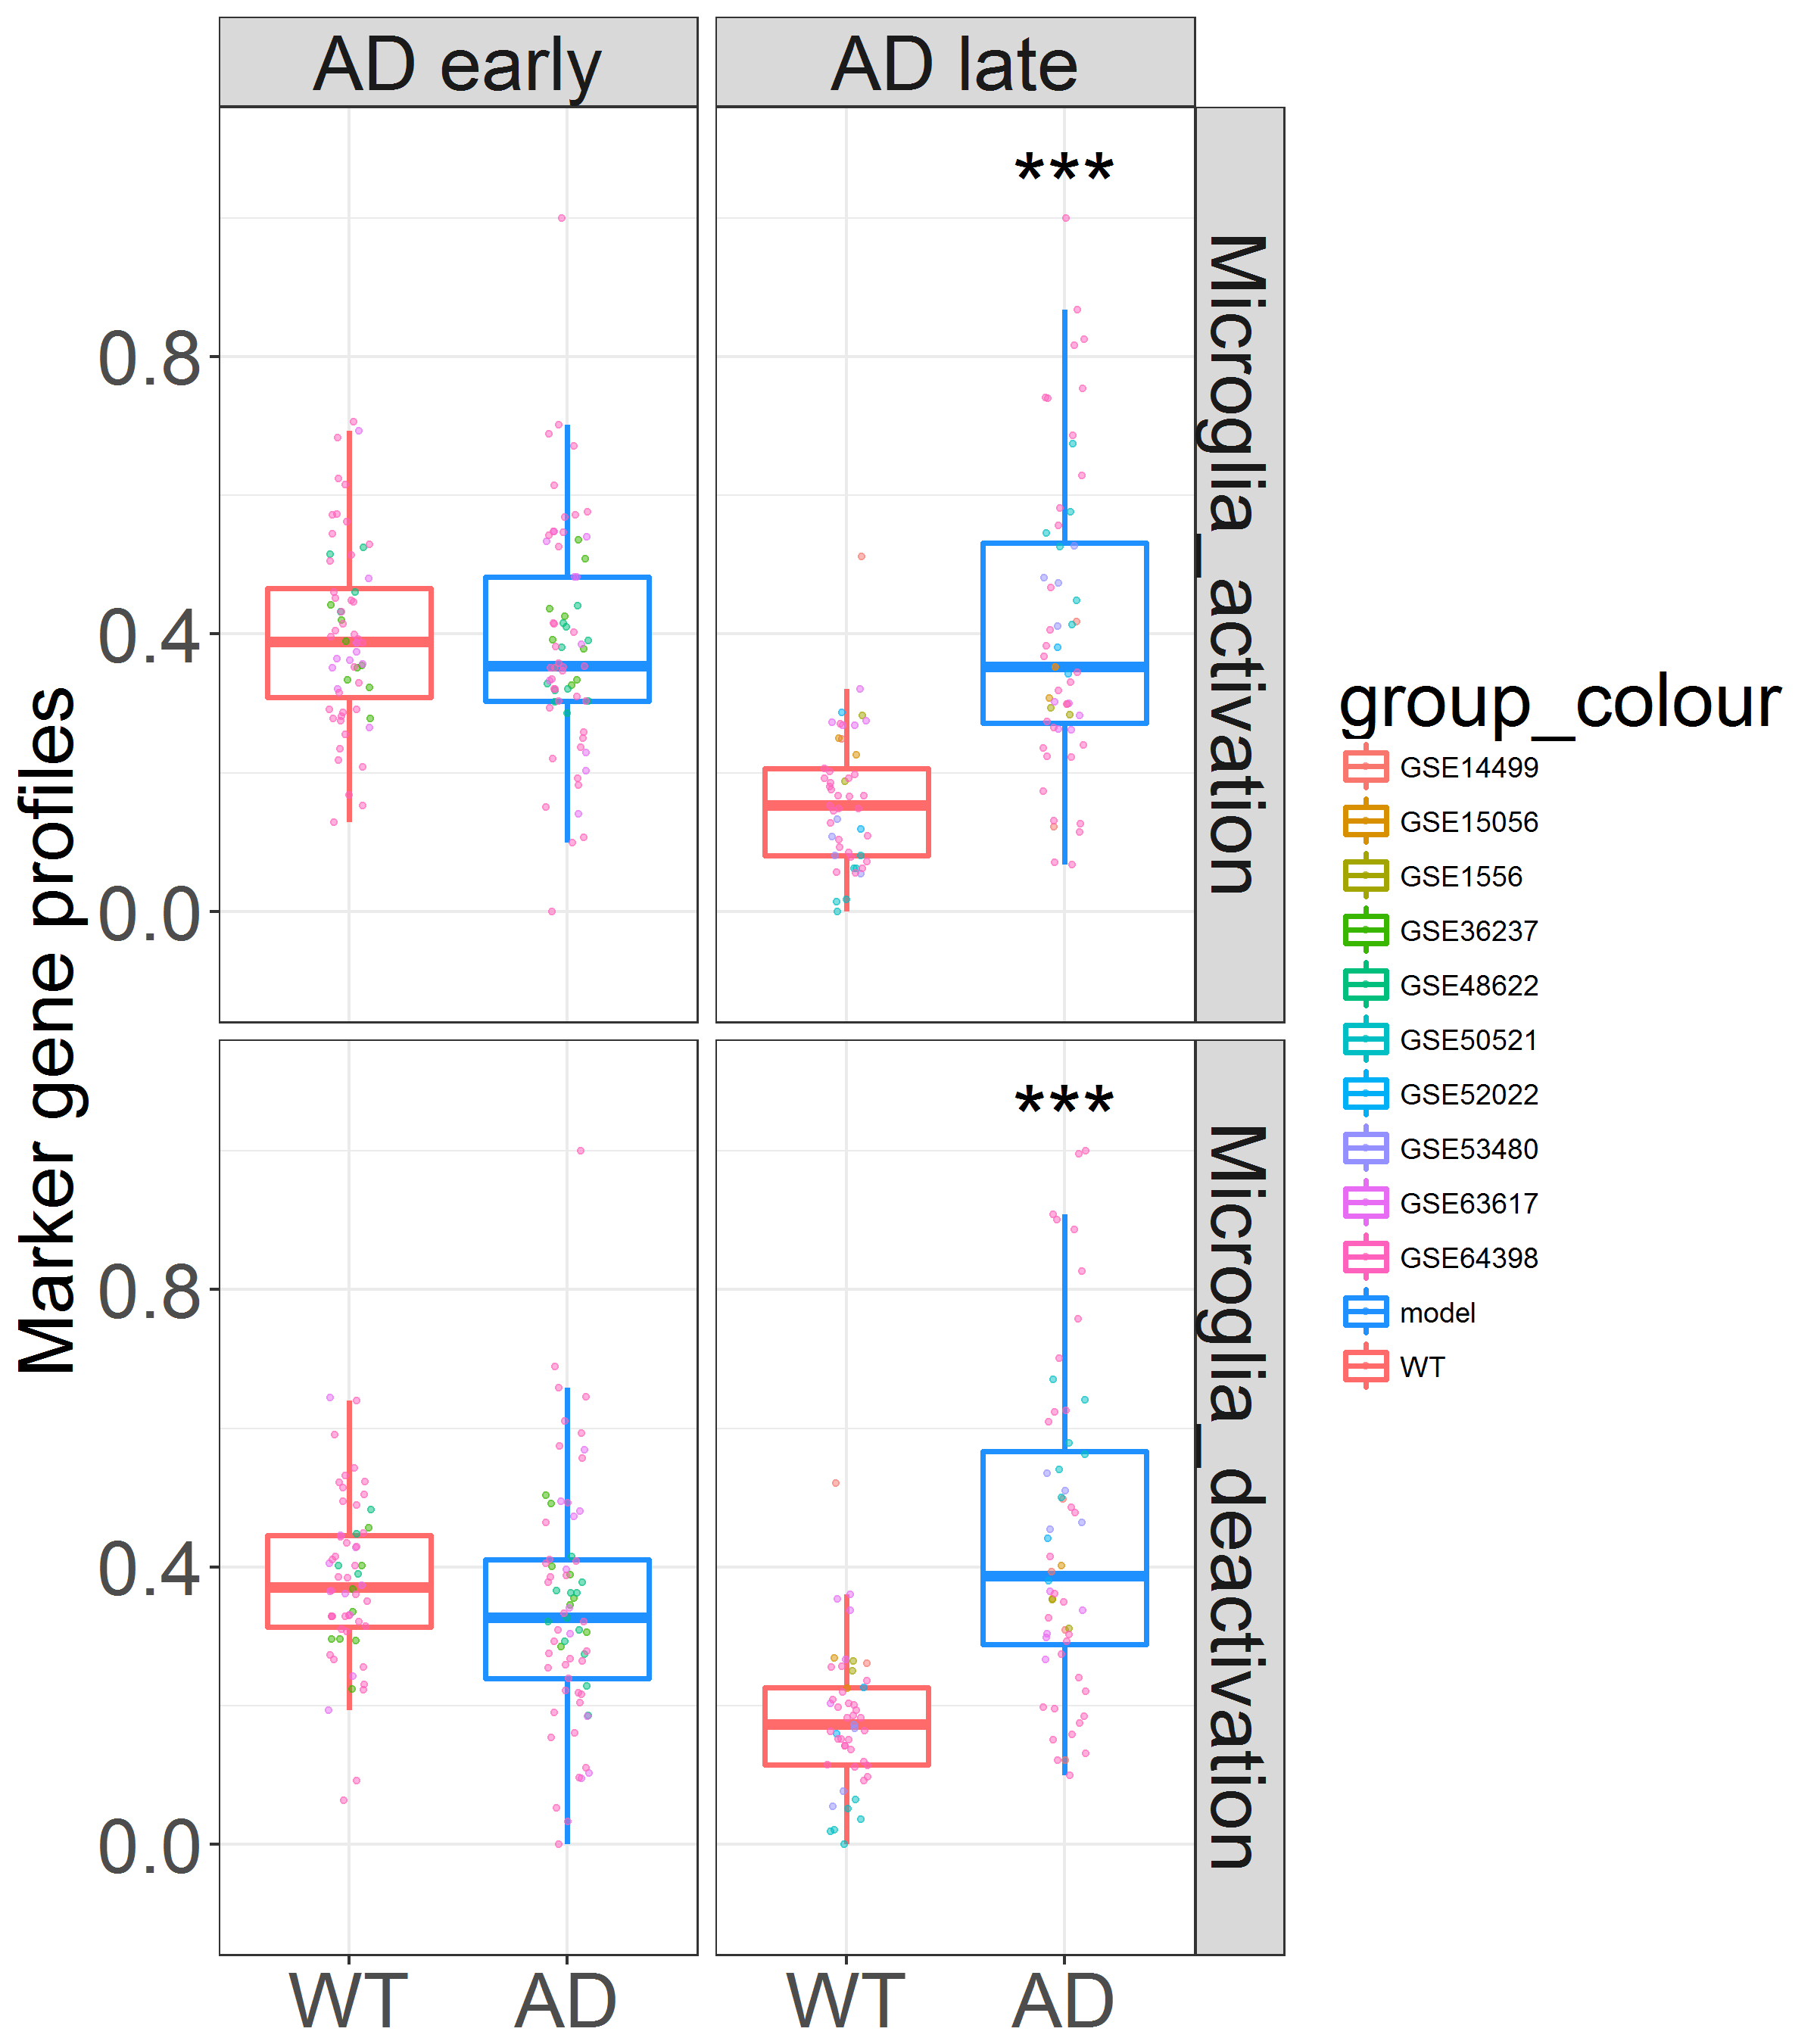 AD early
AD late
***
Microglia_activation
0.8
0.4
0.0
Marker gene profiles
***
Microglia_deactivation
0.8
0.4
0.0
WT
AD
WT
AD
group_colour
GSE14499
GSE15056
GSE1556
GSE36237
GSE48622
GSE50521
GSE52022
GSE53480
GSE63617
GSE64398
model
WT